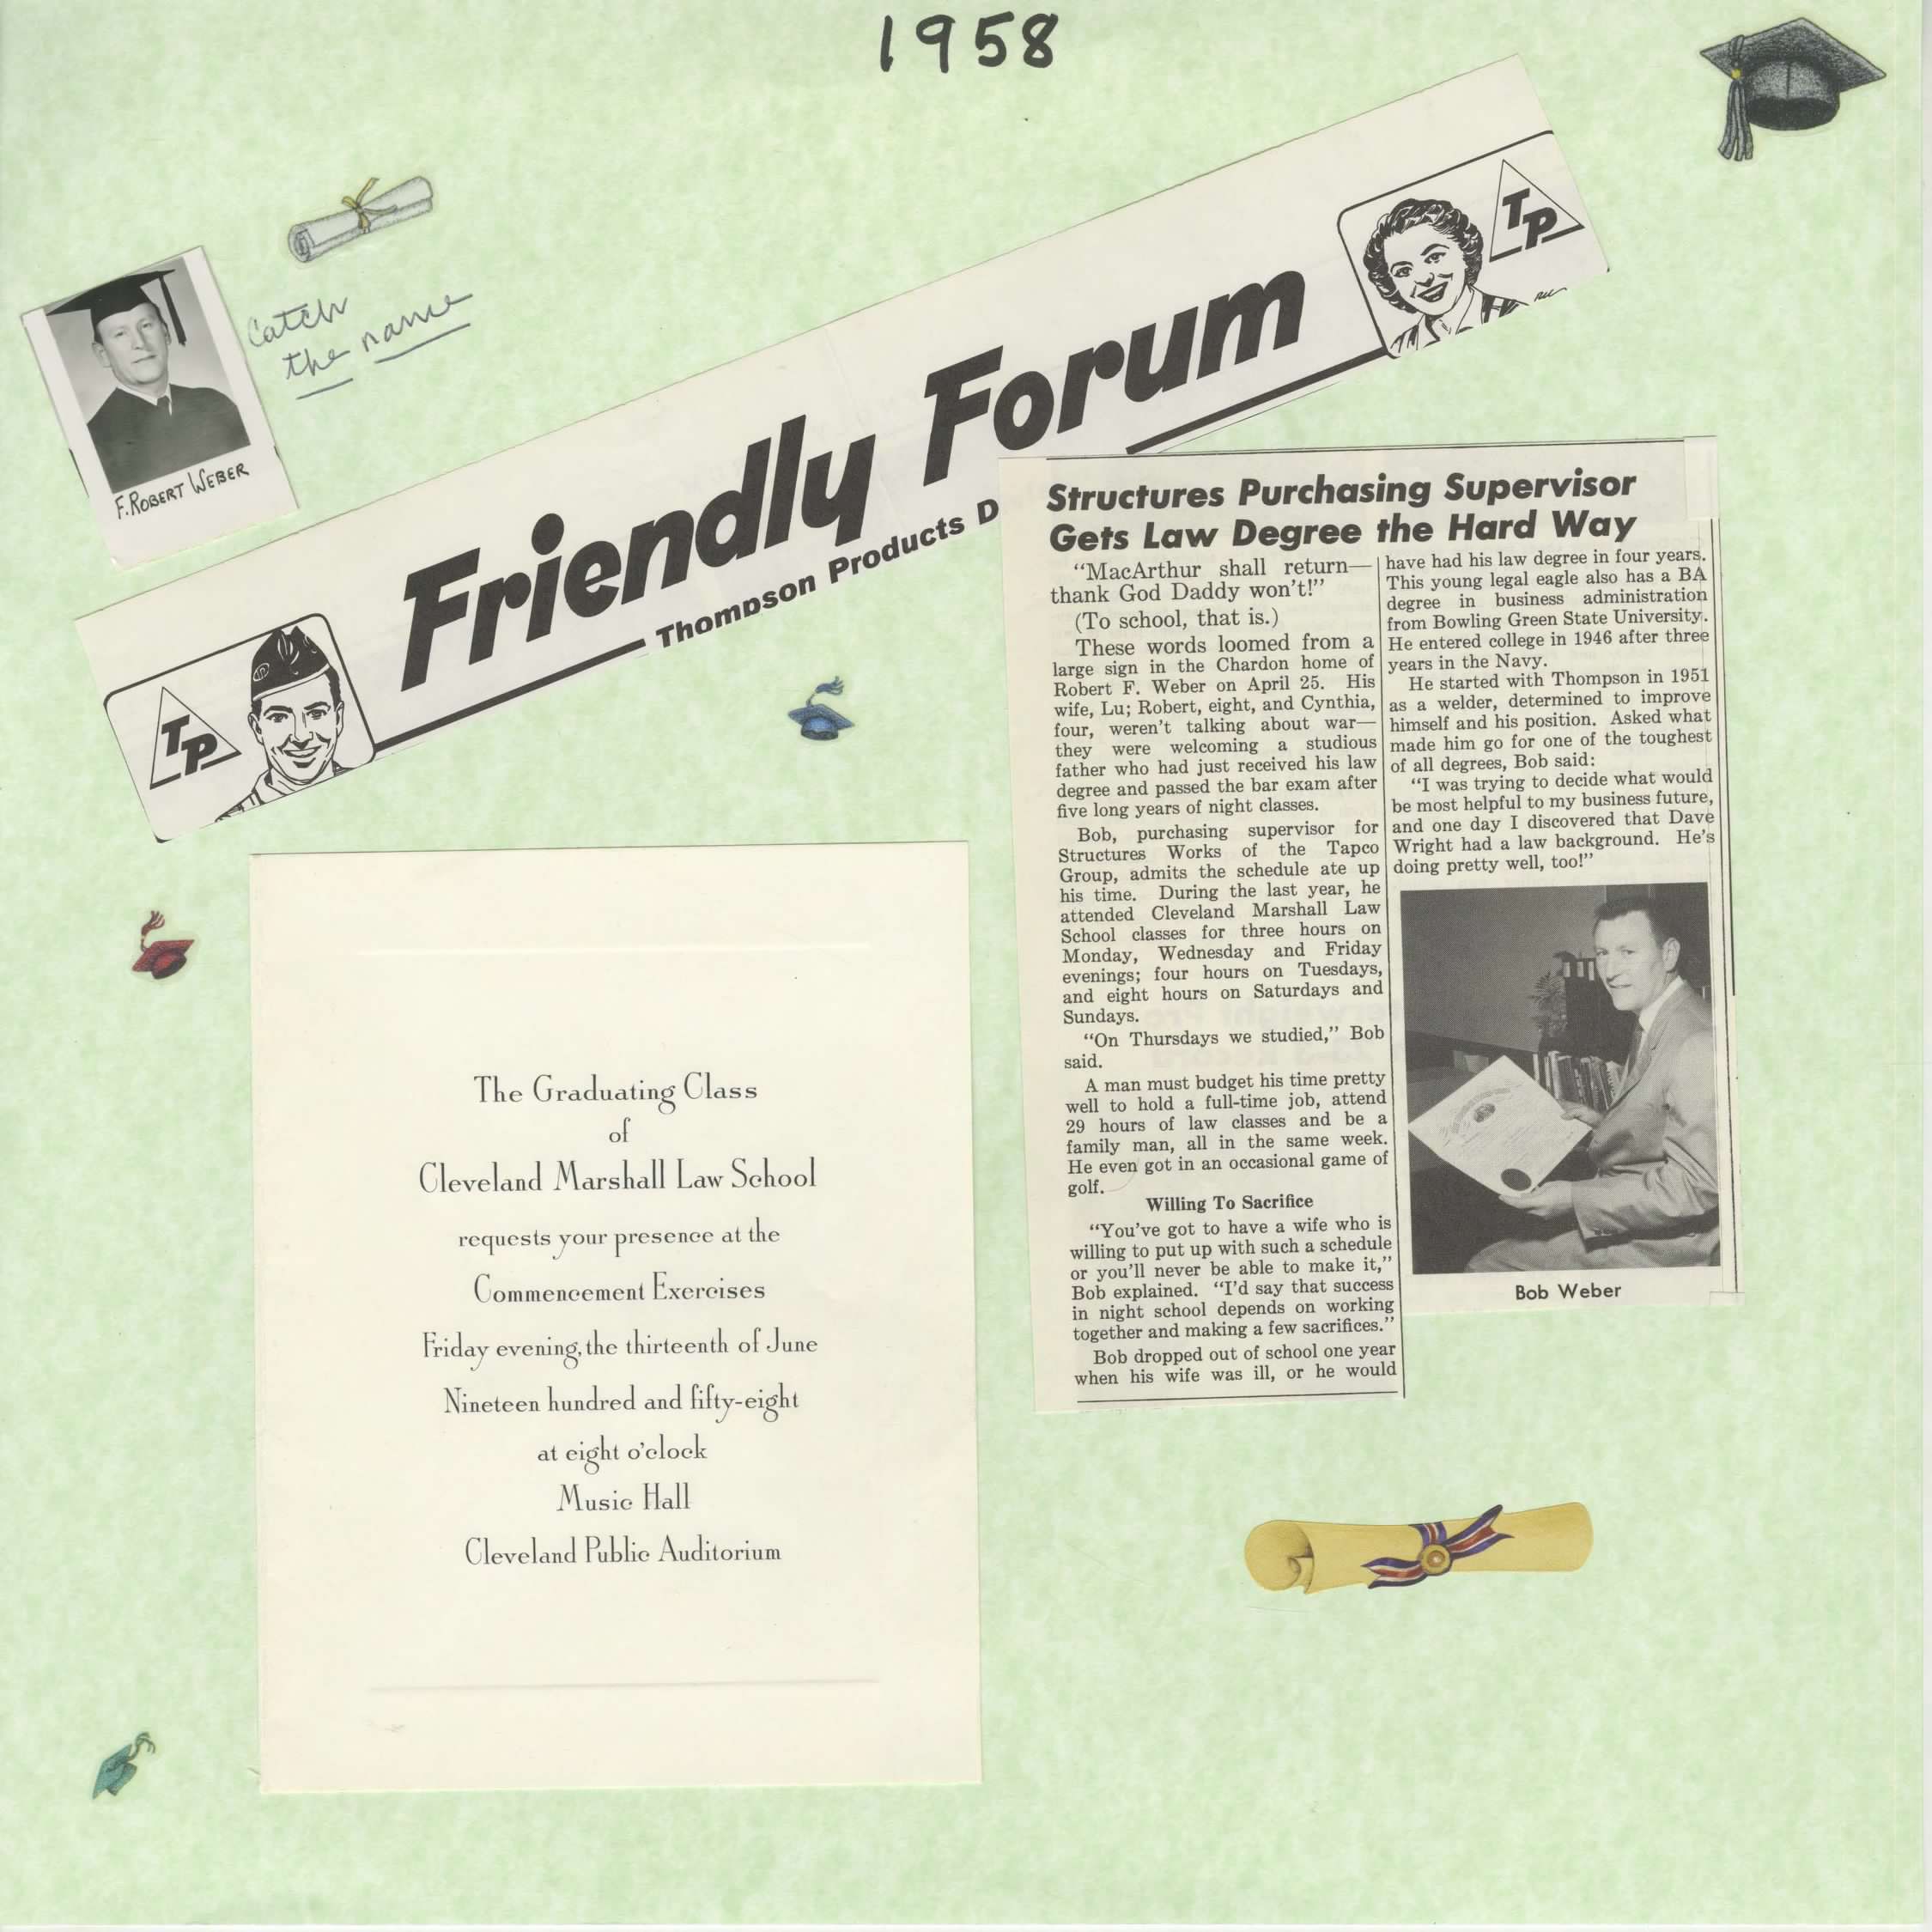 1958
Catch
the name
F. ROBERT WEBER
Friendly Forum
Thompson Products D
TP
TP
Structures Purchasing Supervisor
Gets Law Degree the Hard Way
"MacArthur shall return—
thank God Daddy won't!"
(To school, that is.)
These words loomed from a
large sign in the Chardon home of
Robert F. Weber on April 25. His
wife, Lu; Robert, eight, and Cynthia,
four, weren't talking about war—
they were welcoming a studious
father who had just received his law
degree and passed the bar exam after
five long years of night classes.
Bob, purchasing supervisor for
Structures Works of the Tapco
Group, admits the schedule ate up
his time. During the last year, he
attended Cleveland Marshall Law
School classes for three hours on
Monday, Wednesday and Friday
evenings; four hours on Tuesdays,
and eight hours on Saturdays and
Sundays.
"On Thursdays we studied," Bob
said.
A man must budget his time pretty
well to hold a full-time job, attend
29 hours of law classes and be a
family man, all in the same week.
He even got in an occasional game of
golf.
Willing To Sacrifice
"You've got to have a wife who is
willing to put up with such a schedule
or you'll never be able to make it,"
Bob explained. "I'd say that success
in night school depends on working
together and making a few sacrifices."
Bob dropped out of school one year
when his wife was ill, or he would
have had his law degree in four years.
This young legal eagle also has a BA
degree in business administration
from Bowling Green State University.
He entered college in 1946 after three
years in the Navy.
He started with Thompson in 1951
as a welder, determined to improve
himself and his position. Asked what
made him go for one of the toughest
of all degrees, Bob said:
"I was trying to decide what would
be most helpful to my business future,
and one day I discovered that Dave
Wright had a law background. He's
doing pretty well, too!"
Bob Weber
The Graduating Class
of
Cleveland Marshall Law School
requests your presence at the
Commencement Exercises
Friday evening, the thirteenth of June
Nineteen hundred and fifty-eight
at eight o'clock
Music Hall
Cleveland Public Auditorium